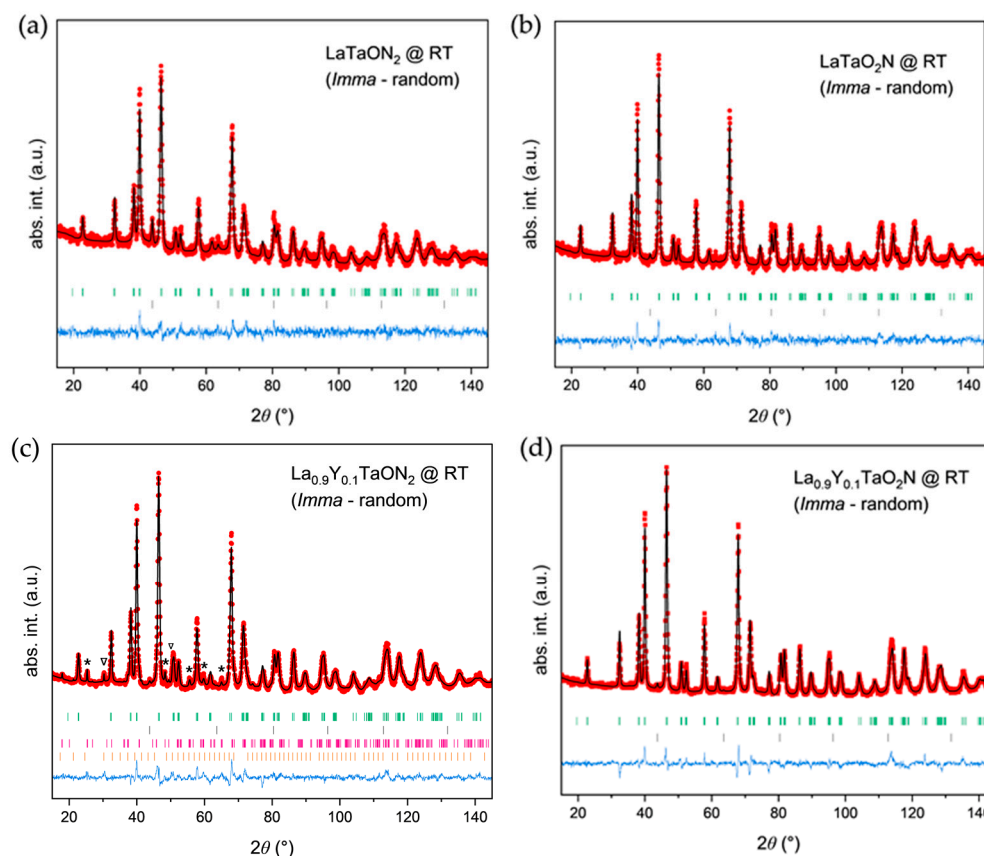 (a)
LaTaON₂ @ RT
(Imma - random)
abs. int. (a.u.)
20 40 60 80 100 120 140
2θ (°)
(b)
LaTaO₂N @ RT
(Imma - random)
abs. int. (a.u.)
20 40 60 80 100 120 140
2θ (°)
(c)
La₀.₉Y₀.₁TaON₂ @ RT
(Imma - random)
abs. int. (a.u.)
* ▿ * ▿ * * *
20 40 60 80 100 120 140
2θ (°)
(d)
La₀.₉Y₀.₁TaO₂N @ RT
(Imma - random)
abs. int. (a.u.)
20 40 60 80 100 120 140
2θ (°)